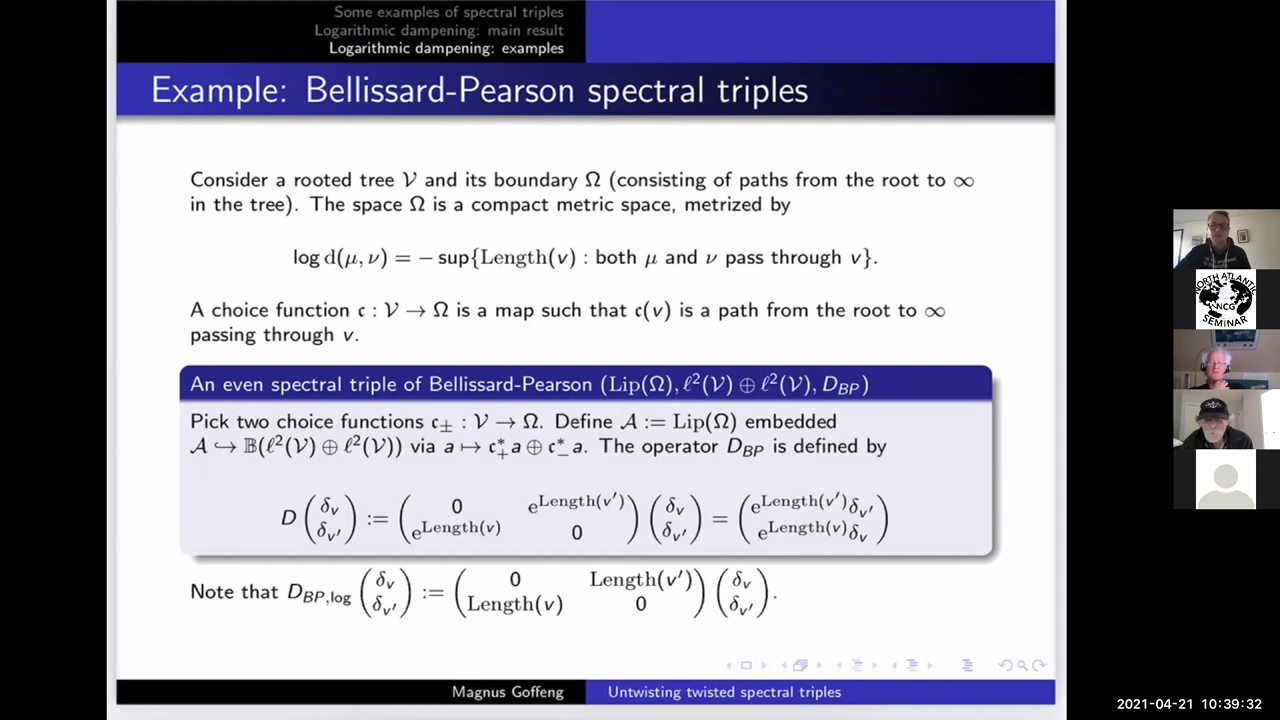 Some examples of spectral triples
Logarithmic dampening: main result
Logarithmic dampening: examples
Example: Bellissard-Pearson spectral triples
Consider a rooted tree 𝒱 and its boundary Ω (consisting of paths from the root to ∞
in the tree). The space Ω is a compact metric space, metrized by
log d(μ, ν) = − sup{Length(v) : both μ and ν pass through v}.
A choice function 𝔠 : 𝒱 → Ω is a map such that 𝔠(v) is a path from the root to ∞
passing through v.
An even spectral triple of Bellissard-Pearson (Lip(Ω), ℓ²(𝒱) ⊕ ℓ²(𝒱), D_BP)
Pick two choice functions 𝔠± : 𝒱 → Ω. Define 𝒜 := Lip(Ω) embedded
𝒜 ↪ 𝔹(ℓ²(𝒱) ⊕ ℓ²(𝒱)) via a ↦ 𝔠₊*a ⊕ 𝔠₋*a. The operator D_BP is defined by
D (δ_v ; δ_v′) := (0 , e^Length(v′) ; e^Length(v) , 0) (δ_v ; δ_v′) = (e^Length(v′) δ_v′ ; e^Length(v) δ_v)
Note that D_BP,log (δ_v ; δ_v′) := (0 , Length(v′) ; Length(v) , 0) (δ_v ; δ_v′).
Magnus Goffeng
Untwisting twisted spectral triples
NORTH ATLANTIC
NCG
SEMINAR
2021-04-21 10:39:32